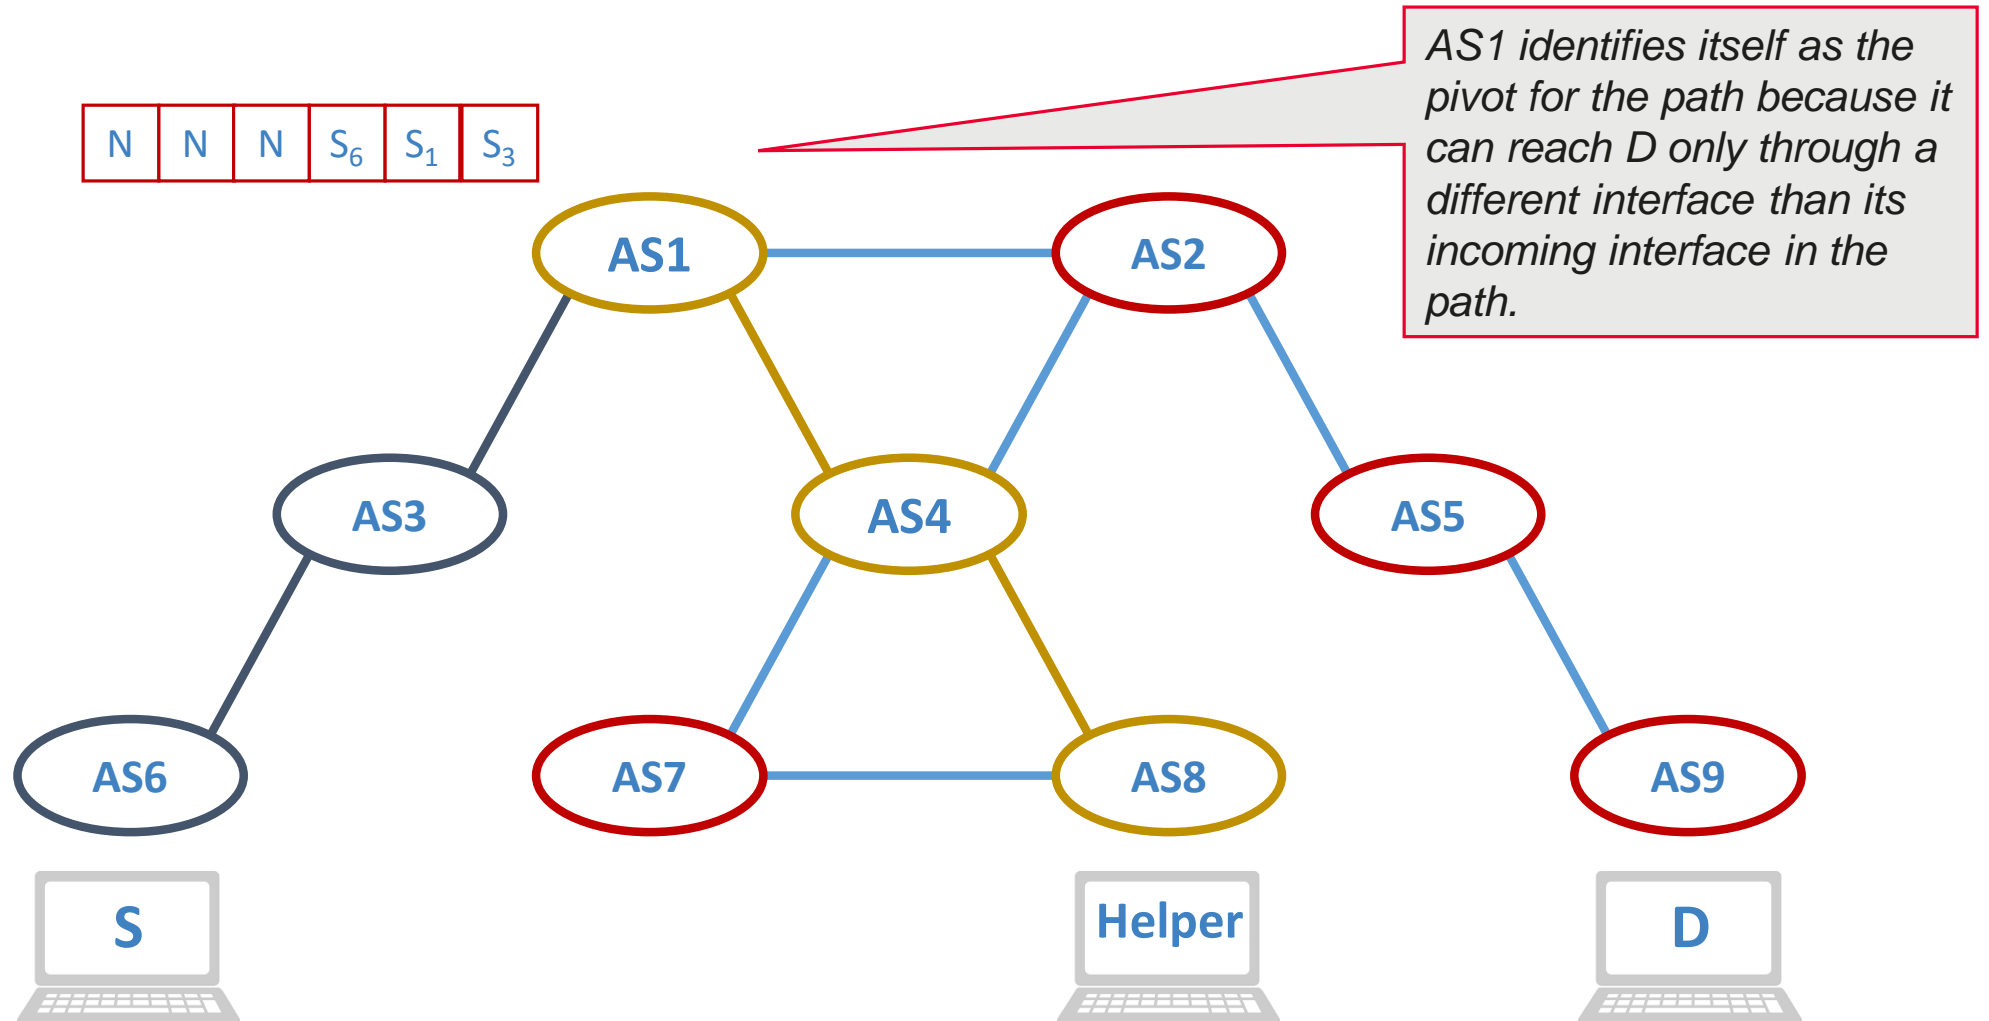 AS1 identifies itself as the
pivot for the path because it
can reach D only through a
different interface than its
incoming interface in the
path.
N N N S₆ S₁ S₃
AS1 AS2
AS3 AS4 AS5
AS6 AS7 AS8 AS9
S Helper D